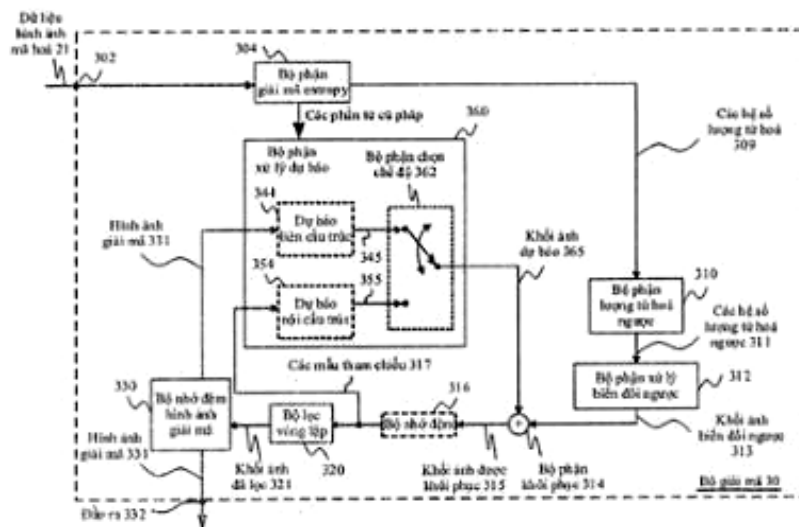 Dữ liệu
hình ảnh
mã hoá 21
302
304
Bộ phận
giải mã entropy
Các phần tử cú pháp
360
Bộ phận
xử lý dự báo
Bộ phận chọn
chế độ 362
344
Dự báo
liên cấu trúc
345
354
Dự báo
nội cấu trúc
355
Hình ảnh
giải mã 331
Khối ảnh
dự báo 365
Các hệ số
lượng tử hoá
309
310
Bộ phận
lượng tử hoá
ngược
Các hệ số
lượng tử hoá
ngược 311
Bộ phận xử lý
biến đổi ngược
312
Khối ảnh
biến đổi ngược
313
Các mẫu tham chiếu 317
330
Bộ nhớ đệm
hình ảnh
giải mã
Bộ lọc
vòng lặp
320
316
Bộ nhớ đệm
+
Hình ảnh
giải mã 331
Khối ảnh
đã lọc 321
Khối ảnh được
khôi phục 315
Bộ phận
khôi phục 314
Đầu ra 332
Bộ giải mã 30